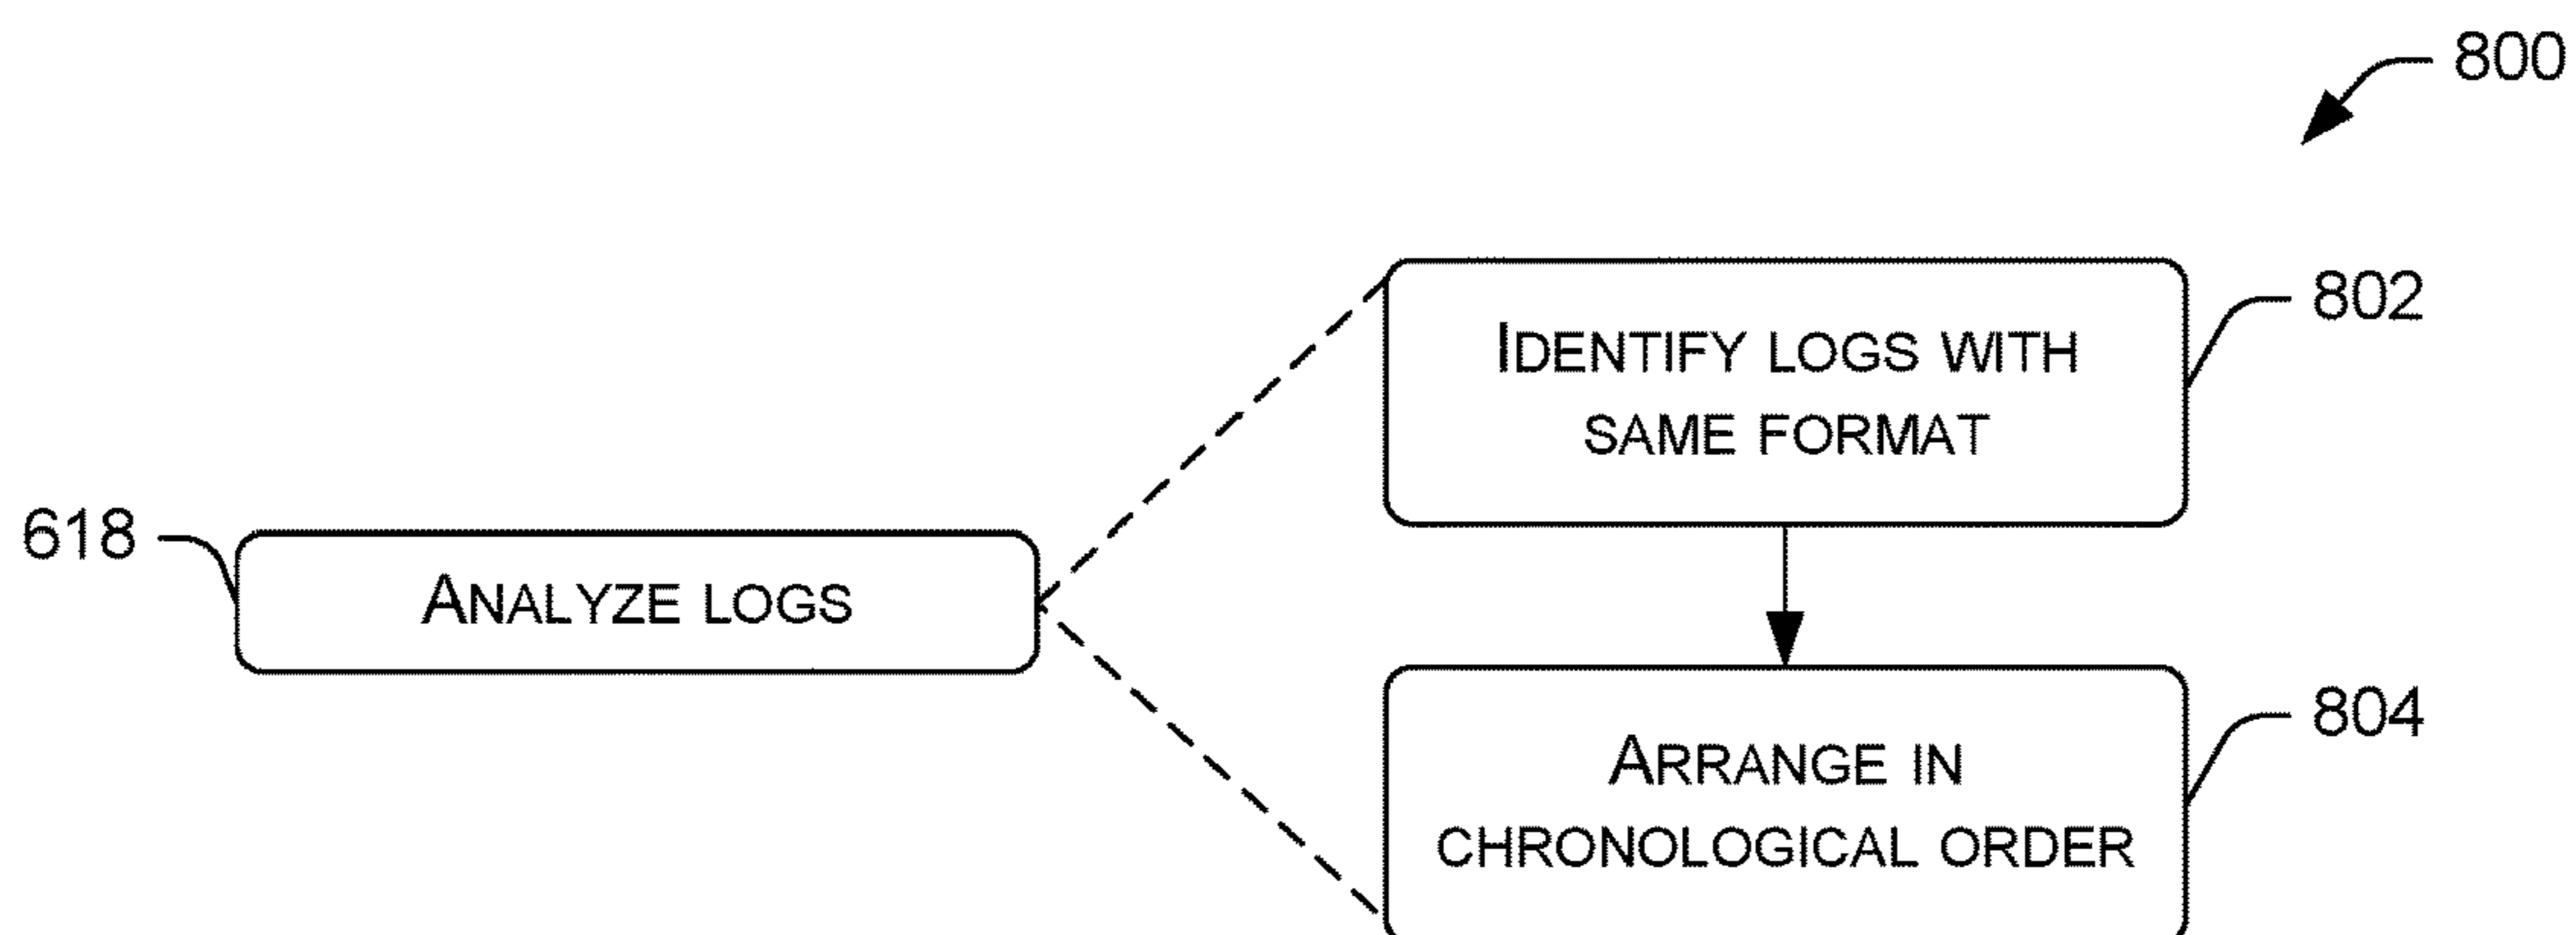 800
IDENTIFY LOGS WITH
SAME FORMAT
802
618
ANALYZE LOGS
ARRANGE IN
CHRONOLOGICAL ORDER
804